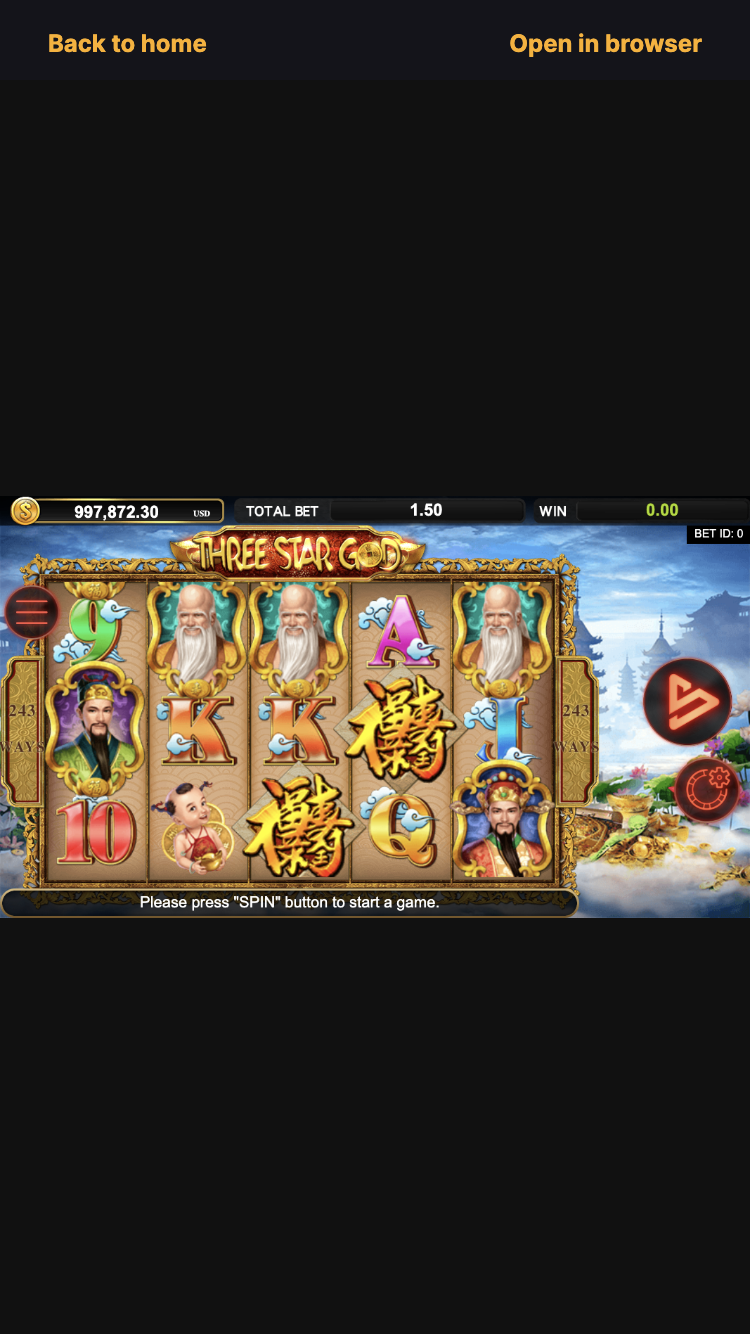 Back to home
Open in browser
997,872.30 USD
TOTAL BET 1.50
WIN 0.00
BET ID: 0
THREE STAR GOD
9
A
243 WAYS
K
K
J
243 WAYS
10
Q
Please press "SPIN" button to start a game.